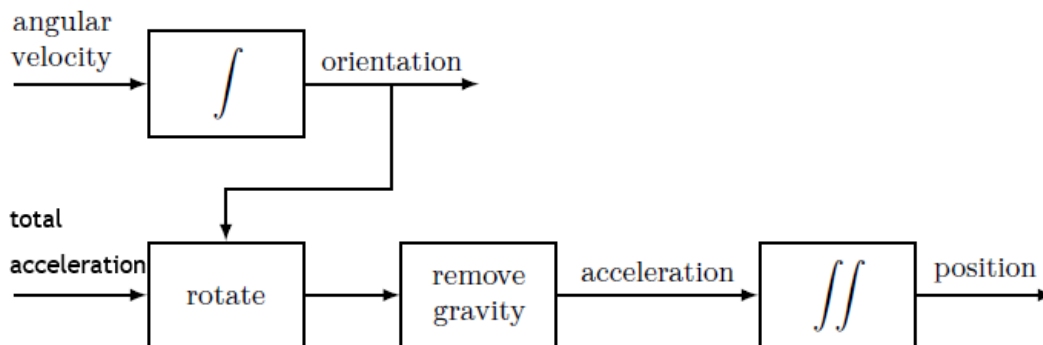 angular
velocity
∫
orientation
total
acceleration
rotate
remove
gravity
acceleration
∬
position